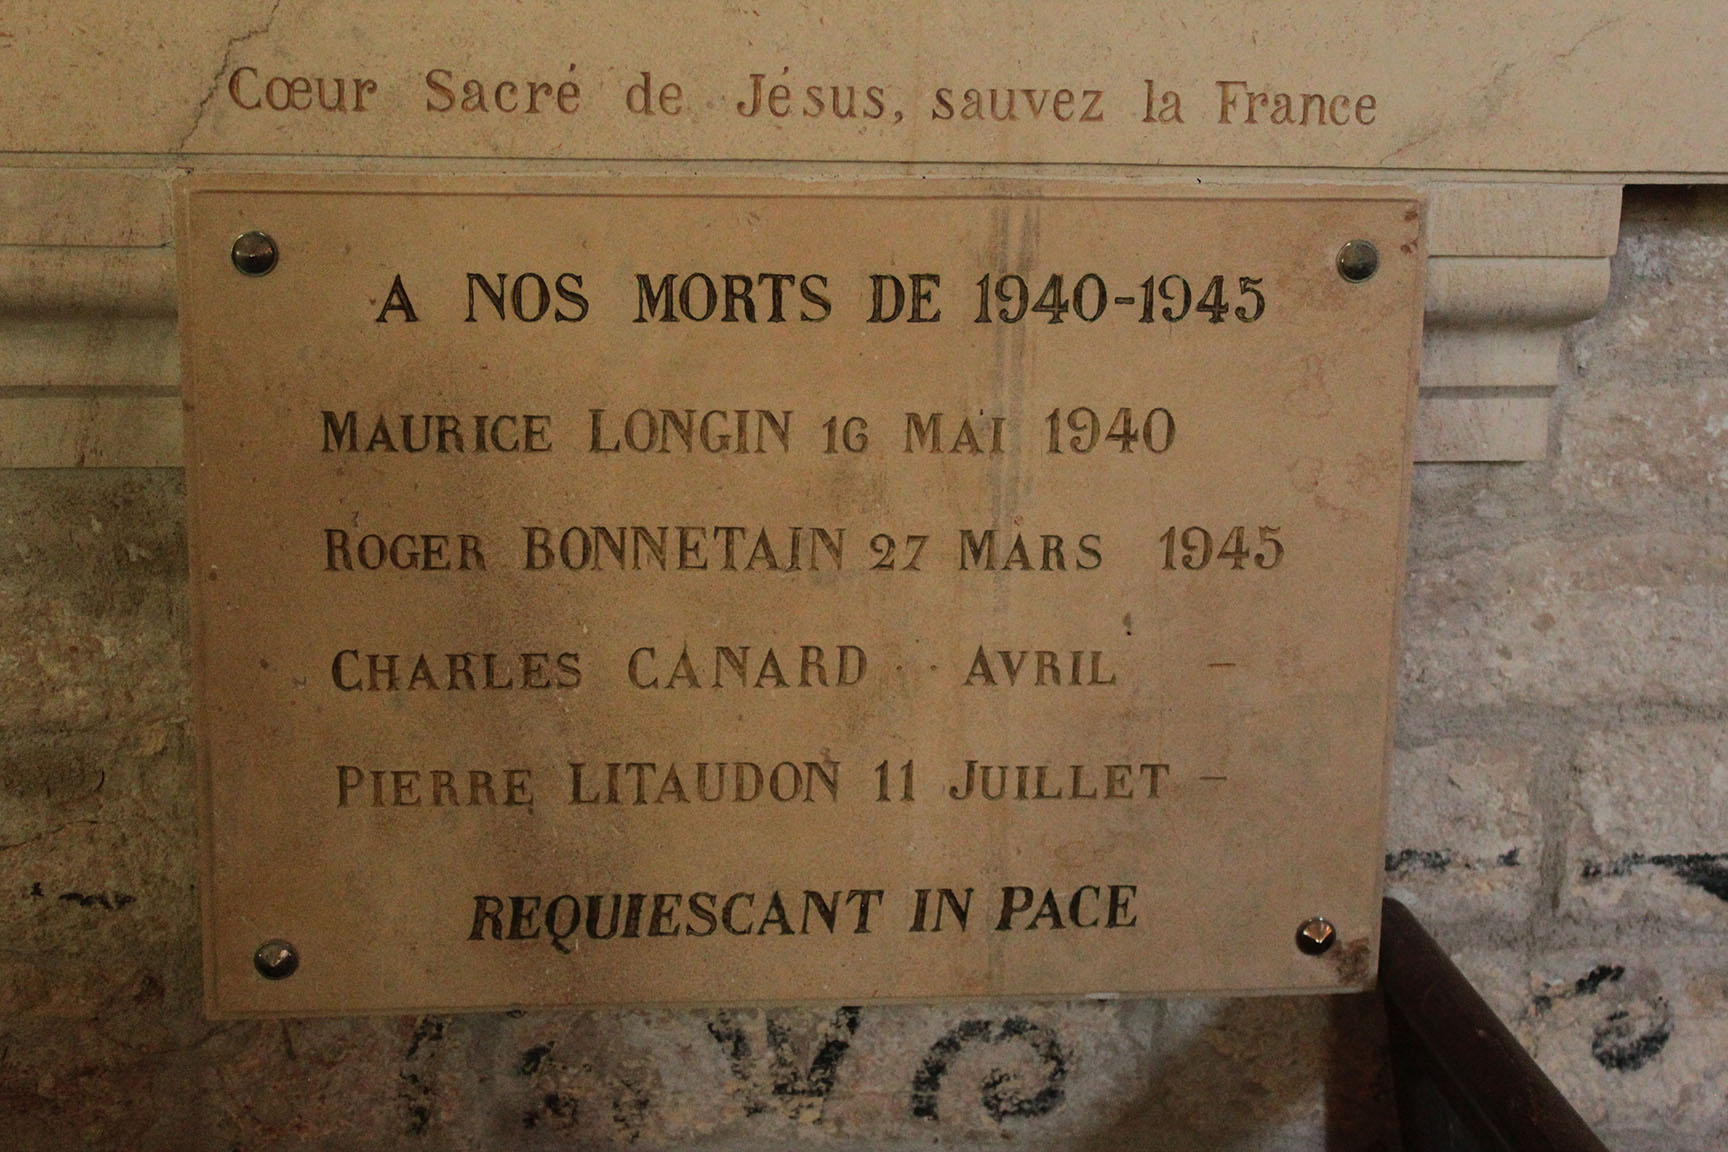 Cœur Sacré de Jésus, sauvez la France
A NOS MORTS DE 1940-1945
MAURICE LONGIN 16 MAI 1940
ROGER BONNETAIN 27 MARS 1945
CHARLES CANARD .. AVRIL –
PIERRE LITAUDON 11 JUILLET –
REQUIESCANT IN PACE